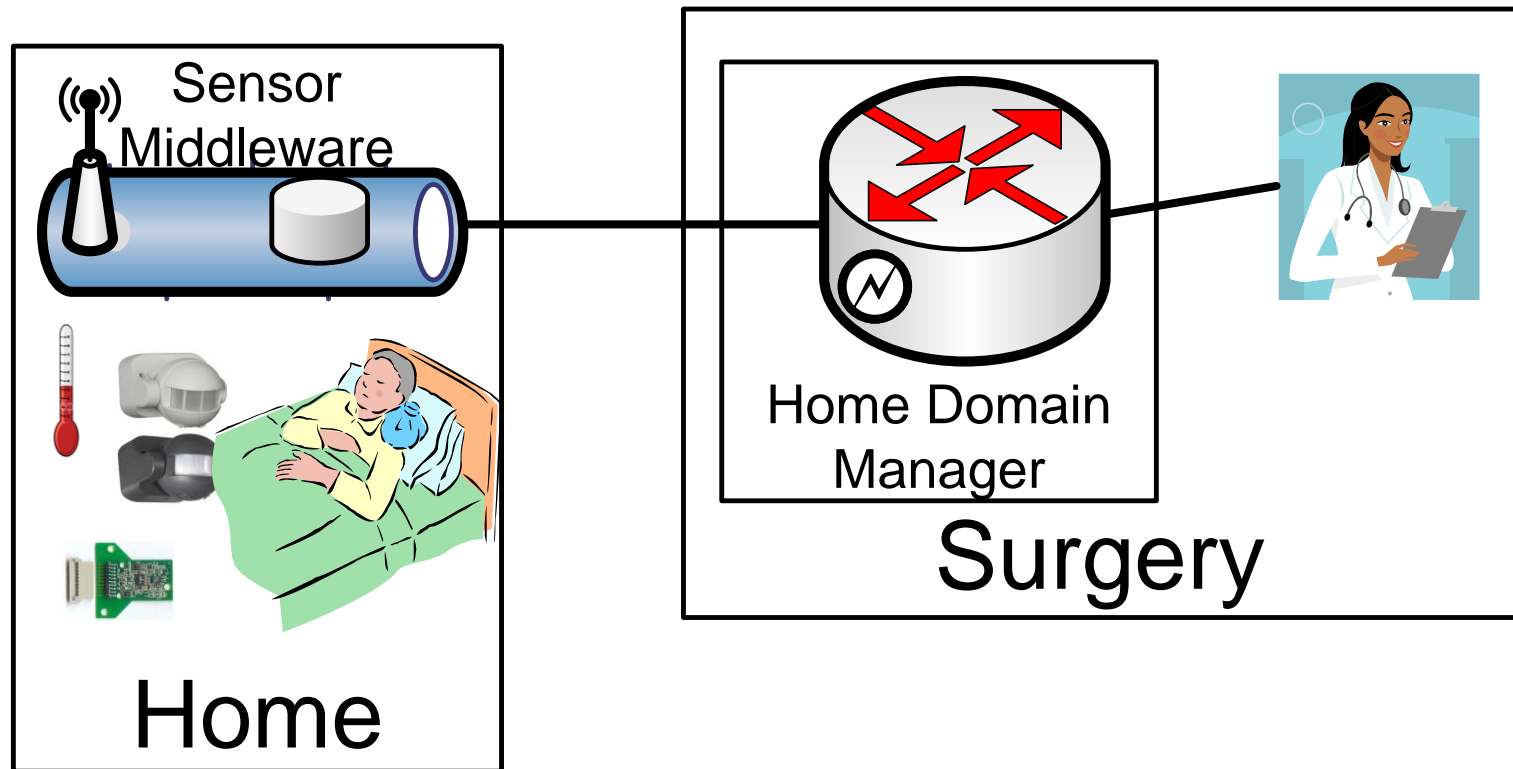 Sensor
Middleware
Home
Home Domain
Manager
Surgery